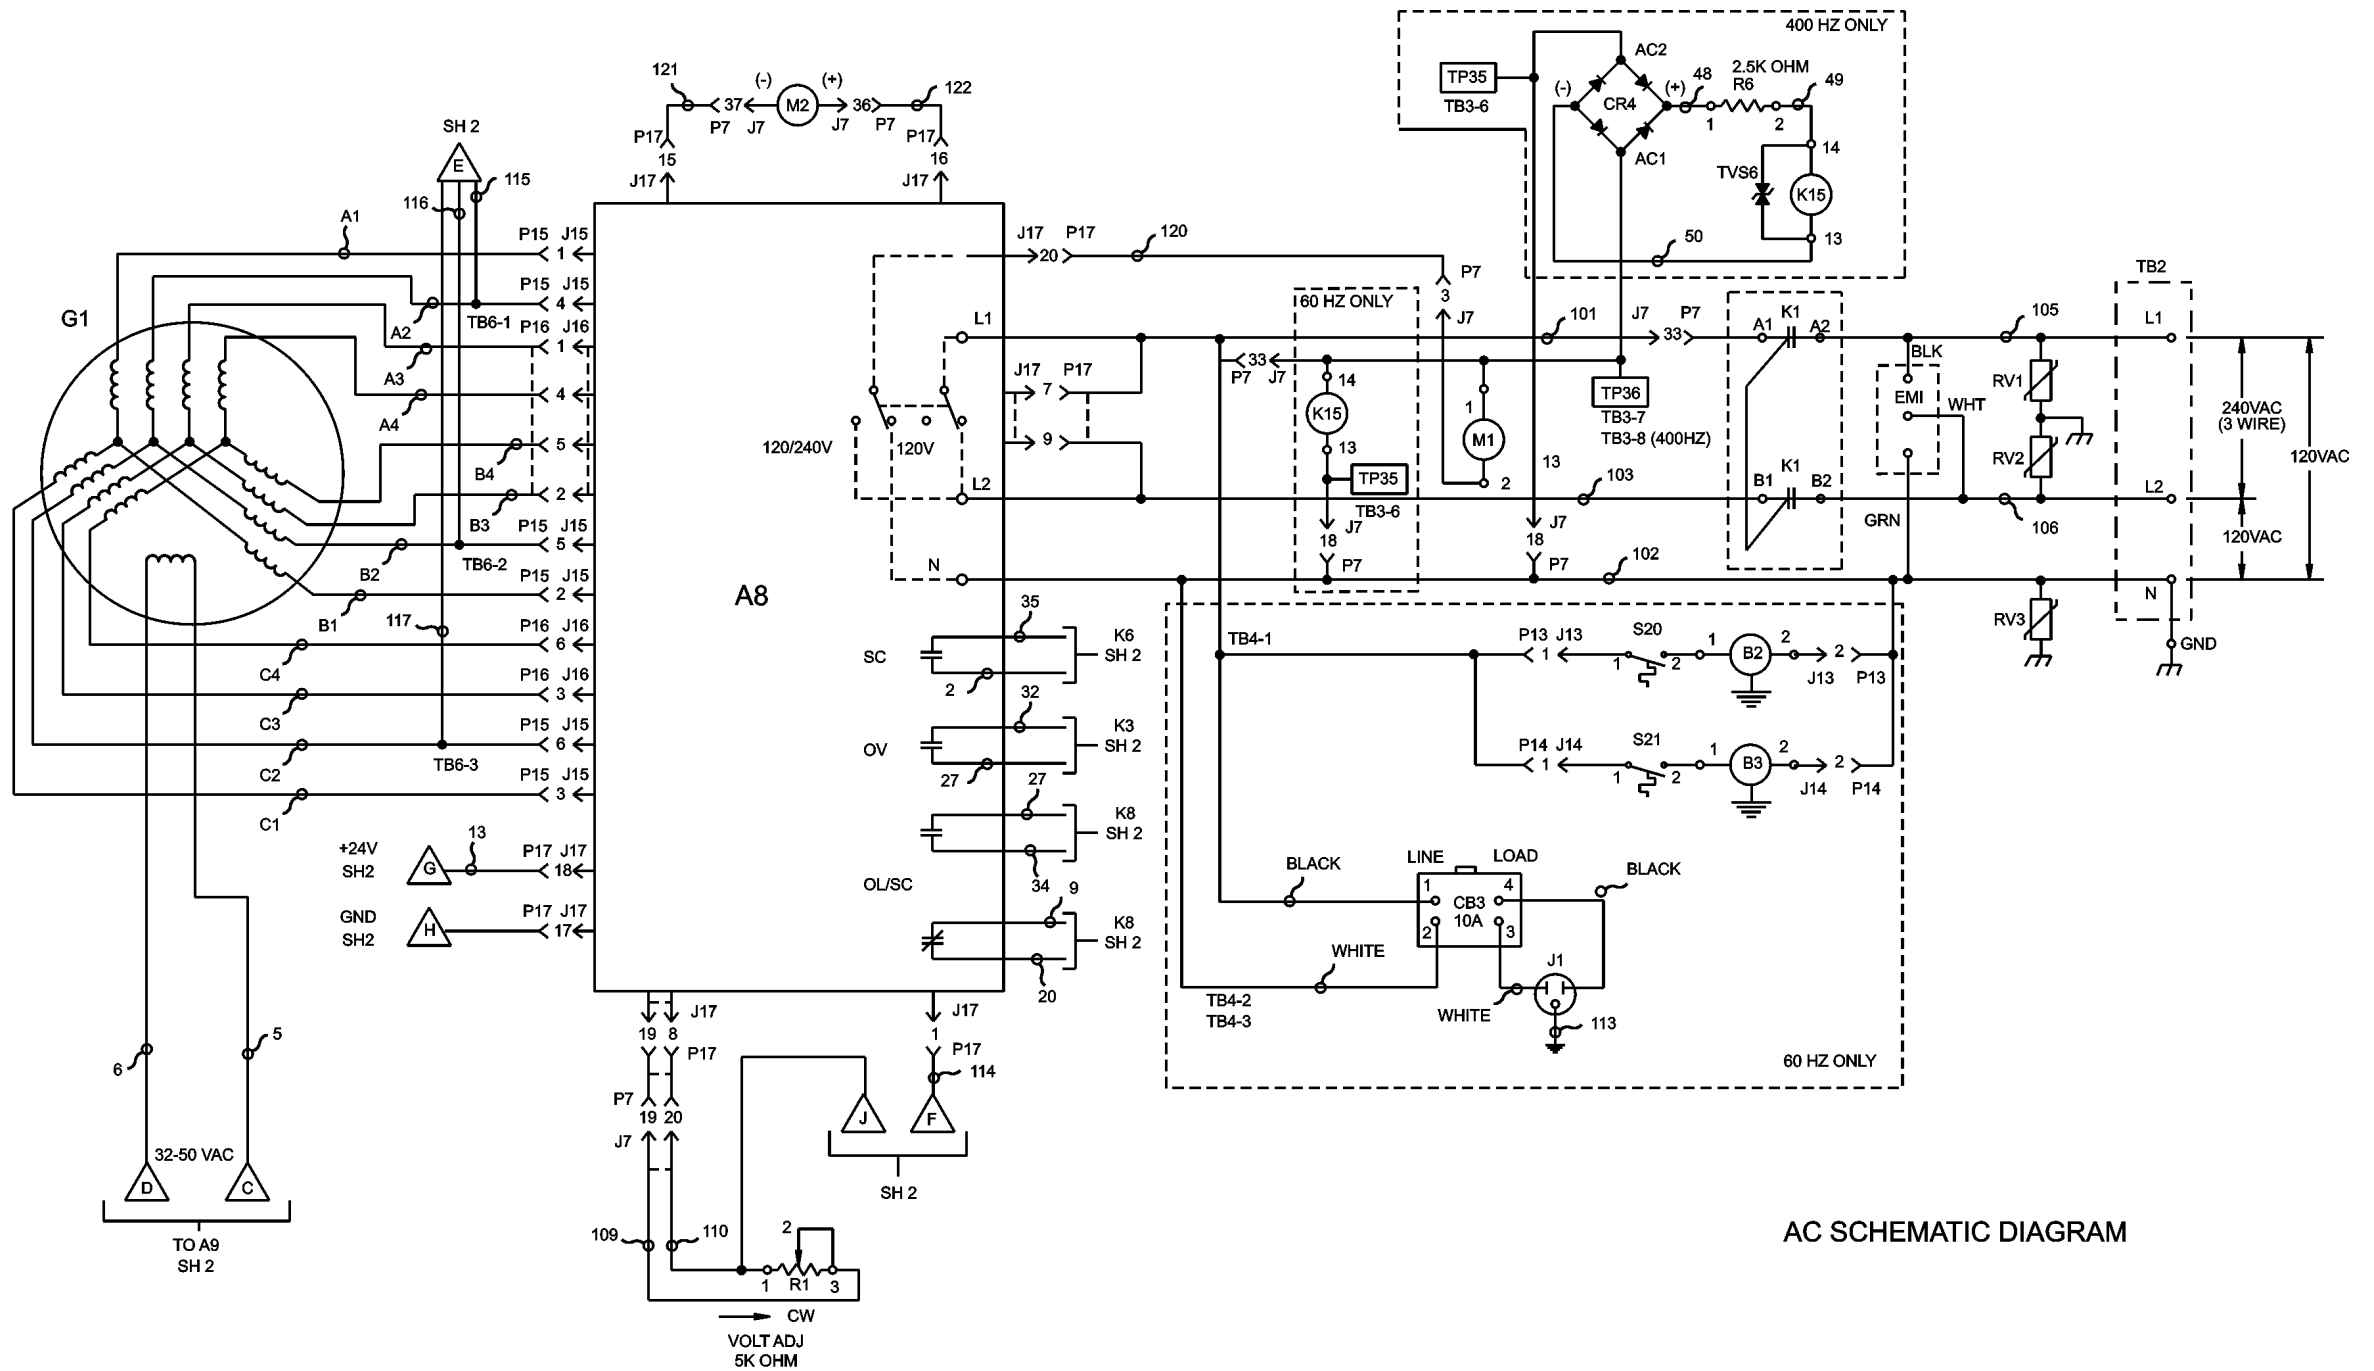 400 HZ ONLY
TP35
TB3-6
AC2
(-)
CR4
(+)
AC1
48
2.5K OHM
R6
49
1
2
14
TVS6
K15
13
50
121
(-)
M2
(+)
122
37
36
P7
J7
J7
P7
P17
15
J17
P17
16
J17
SH 2
E
115
116
A1
P15 J15
1
P15 J15
4
A2
TB6-1
P16 J16
1
A3
4
A4
5
B4
2
B3
P15 J15
5
B2
TB6-2
P15 J15
2
B1
117
P16 J16
6
C4
P16 J16
3
C3
P15 J15
6
C2
TB6-3
P15 J15
3
C1
G1
+24V
SH2
G
13
P17 J17
18
GND
SH2
H
P17 J17
17
6
5
32-50 VAC
D
C
TO A9
SH 2
A8
J17
20
P17
120
P7
3
J7
L1
J17
7
P17
9
120/240V
120V
L2
N
60 HZ ONLY
33
P7
J7
14
K15
13
TP35
TB3-6
J7
18
P7
1
M1
2
101
J7
33
P7
TP36
TB3-7
TB3-8 (400HZ)
13
103
J7
18
P7
102
A1
K1
A2
B1
K1
B2
BLK
EMI
WHT
GRN
105
RV1
RV2
106
RV3
TB2
L1
L2
N
GND
240VAC
(3 WIRE)
120VAC
120VAC
SC
35
2
K6
SH 2
OV
32
27
K3
SH 2
27
34
K8
SH 2
OL/SC
9
20
K8
SH 2
TB4-1
P13 J13
1
S20
1
2
1
B2
2
2
J13
P13
P14 J14
1
S21
1
2
1
B3
2
2
J14
P14
BLACK
LINE
LOAD
BLACK
1
4
CB3
10A
2
3
WHITE
J1
TB4-2
TB4-3
WHITE
113
60 HZ ONLY
J17
19
8
P17
P7
19
20
J7
J17
1
P17
114
J
F
SH 2
109
110
2
1
R1
3
CW
VOLT ADJ
5K OHM
AC SCHEMATIC DIAGRAM